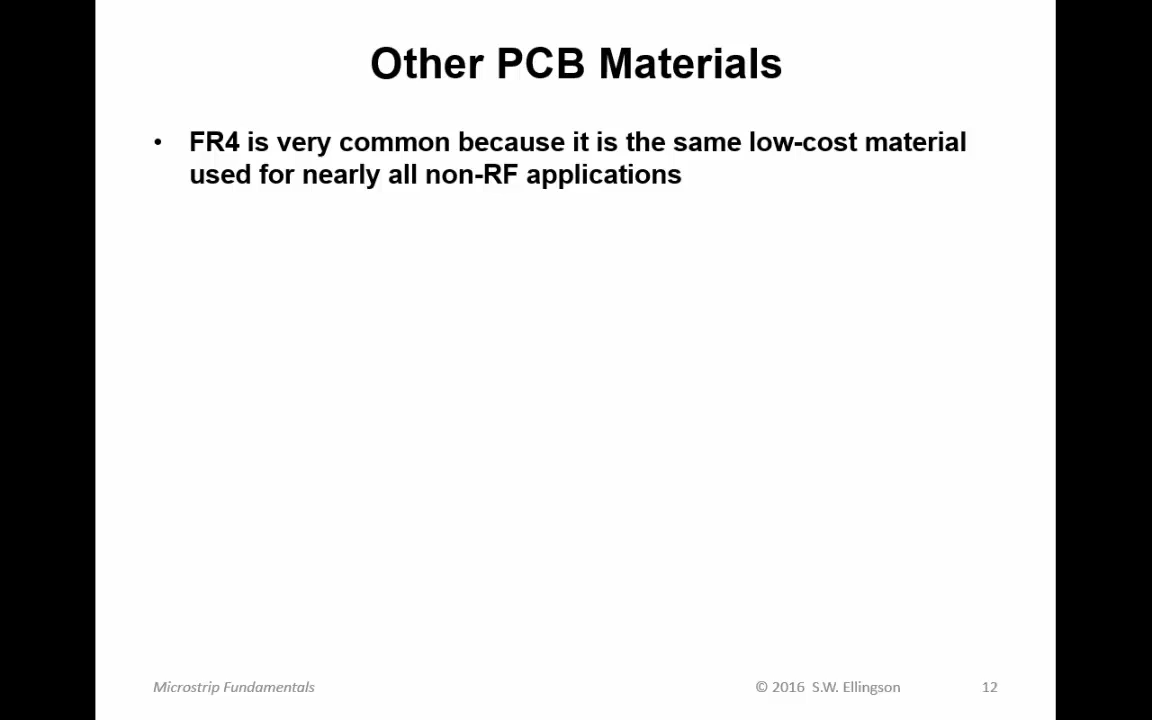 Other PCB Materials
• FR4 is very common because it is the same low-cost material
used for nearly all non-RF applications
Microstrip Fundamentals
© 2016 S.W. Ellingson
12